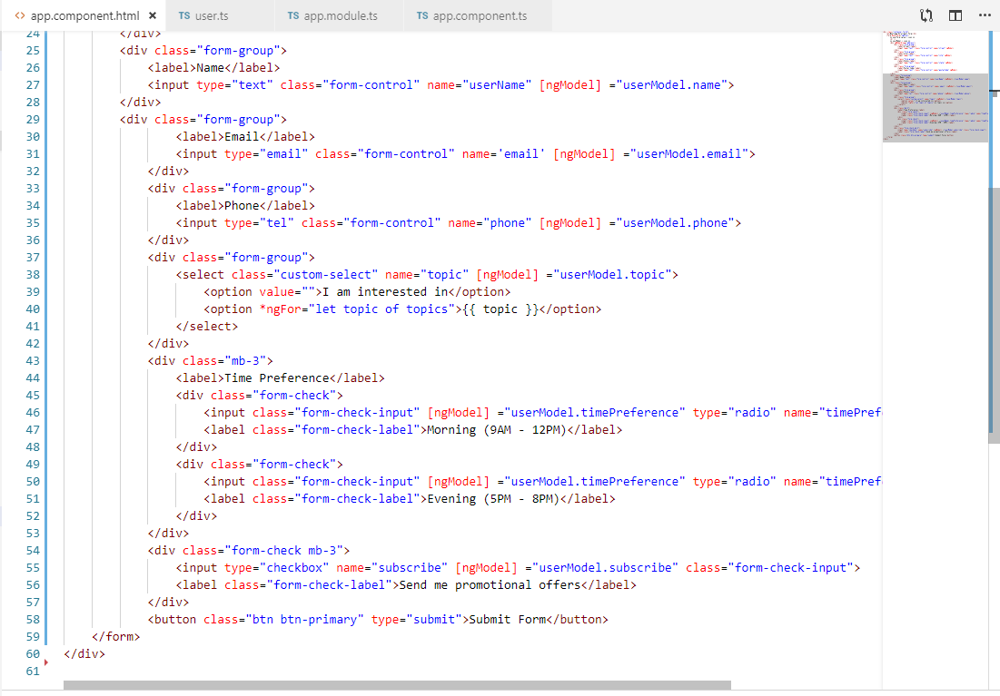 <> app.component.html × TS user.ts TS app.module.ts TS app.component.ts ···
24 </div>
25 <div class="form-group">
26 <label>Name</label>
27 <input type="text" class="form-control" name="userName" [ngModel] ="userModel.name">
28 </div>
29 <div class="form-group">
30 <label>Email</label>
31 <input type="email" class="form-control" name='email' [ngModel] ="userModel.email">
32 </div>
33 <div class="form-group">
34 <label>Phone</label>
35 <input type="tel" class="form-control" name="phone" [ngModel] ="userModel.phone">
36 </div>
37 <div class="form-group">
38 <select class="custom-select" name="topic" [ngModel] ="userModel.topic">
39 <option value="">I am interested in</option>
40 <option *ngFor="let topic of topics">{{ topic }}</option>
41 </select>
42 </div>
43 <div class="mb-3">
44 <label>Time Preference</label>
45 <div class="form-check">
46 <input class="form-check-input" [ngModel] ="userModel.timePreference" type="radio" name="timePref
47 <label class="form-check-label">Morning (9AM - 12PM)</label>
48 </div>
49 <div class="form-check">
50 <input class="form-check-input" [ngModel] ="userModel.timePreference" type="radio" name="timePref
51 <label class="form-check-label">Evening (5PM - 8PM)</label>
52 </div>
53 </div>
54 <div class="form-check mb-3">
55 <input type="checkbox" name="subscribe" [ngModel] ="userModel.subscribe" class="form-check-input">
56 <label class="form-check-label">Send me promotional offers</label>
57 </div>
58 <button class="btn btn-primary" type="submit">Submit Form</button>
59 </form>
60 </div>
61